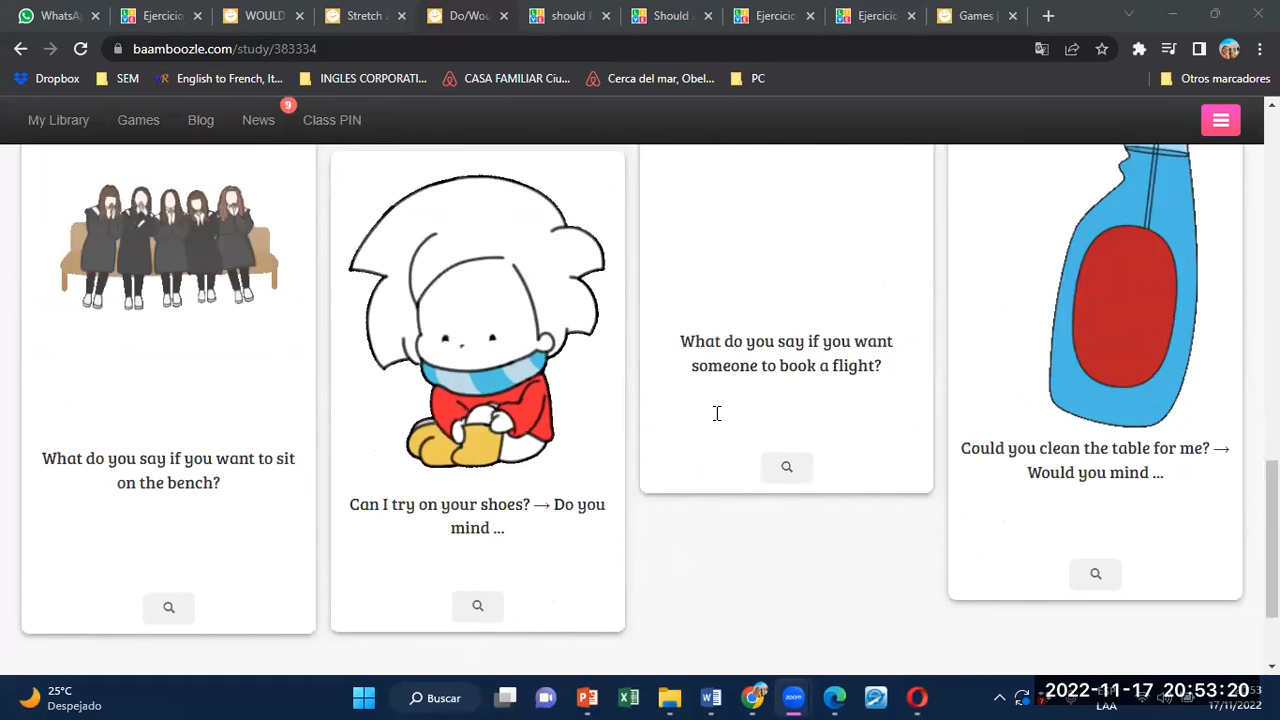 WhatsA
Ejercicio
WOULD
Stretch a
Do/Wou
should f
Should a
Ejercicio
Ejercicio
Games |
baamboozle.com/study/383334
Dropbox
SEM
English to French, It...
INGLES CORPORATI...
CASA FAMILIAR Ciu...
Cerca del mar, Obel...
PC
Otros marcadores
My Library
Games
Blog
News
9
Class PIN
What do you say if you want to sit
on the bench?
Can I try on your shoes? → Do you
mind ...
What do you say if you want
someone to book a flight?
Could you clean the table for me? →
Would you mind ...
25°C
Despejado
Buscar
LAA
2022-11-17 20:53:20
17/11/2022